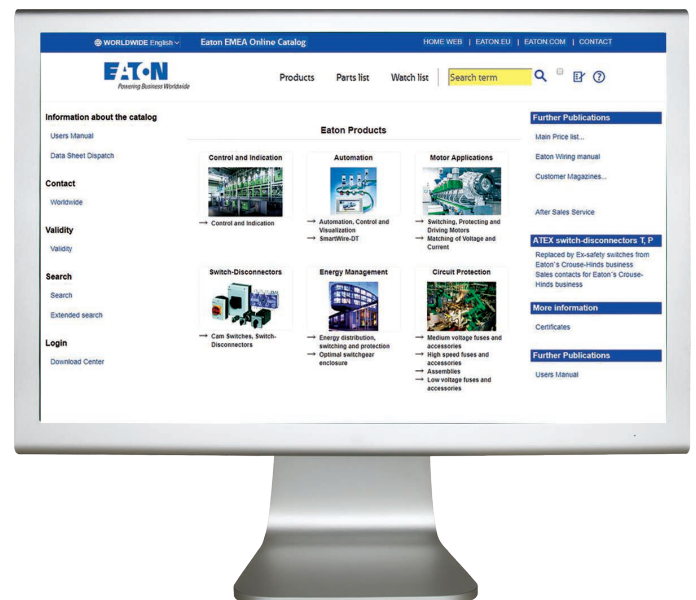 WORLDWIDE English
Eaton EMEA Online Catalog
HOME WEB | EATON.EU | EATON.COM | CONTACT
EATON
Powering Business Worldwide
Products
Parts list
Watch list
Search term
Information about the catalog
Users Manual
Data Sheet Dispatch
Contact
Worldwide
Validity
Validity
Search
Search
Extended search
Login
Download Center
Eaton Products
Control and Indication
→ Control and Indication
Automation
→ Automation, Control and
Visualization
→ SmartWire-DT
Motor Applications
→ Switching, Protecting and
Driving Motors
→ Matching of Voltage and
Current
Switch-Disconnectors
→ Cam Switches, Switch-
Disconnectors
Energy Management
→ Energy distribution,
switching and protection
→ Optimal switchgear
enclosure
Circuit Protection
→ Medium voltage fuses and
accessories
→ High speed fuses and
accessories
→ Assemblies
→ Low voltage fuses and
accessories
Further Publications
Main Price list...
Eaton Wiring manual
Customer Magazines...
After Sales Service
ATEX switch-disconnectors T, P
Replaced by Ex-safety switches from
Eaton´s Crouse-Hinds business
Sales contacts for Eaton´s Crouse-
Hinds business
More information
Certificates
Further Publications
Users Manual